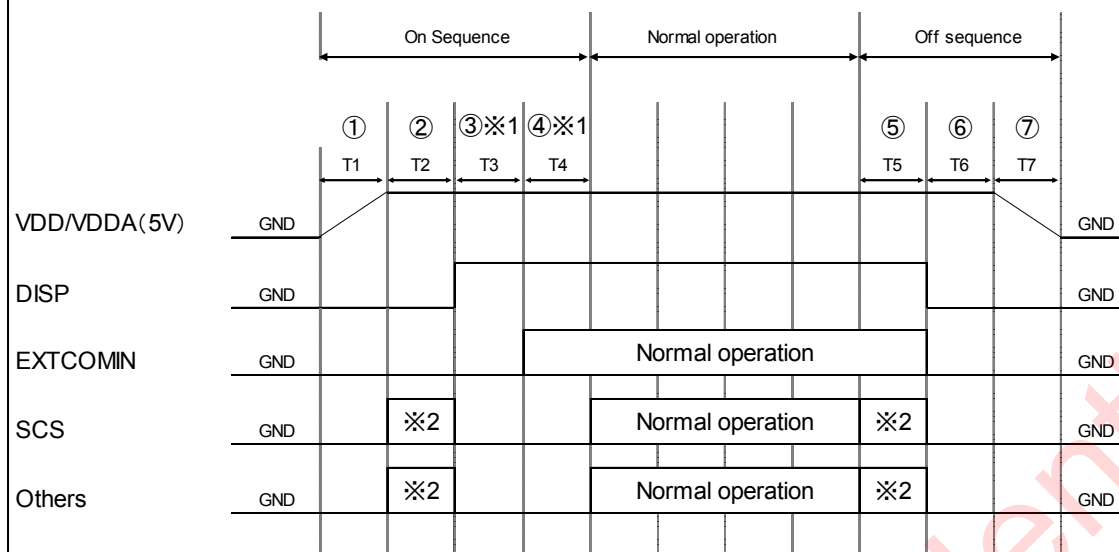 On Sequence Normal operation Off sequence
① ② ③※1 ④※1 ⑤ ⑥ ⑦
T1 T2 T3 T4 T5 T6 T7
VDD/VDDA(5V) GND GND
DISP GND GND
EXTCOMIN GND Normal operation GND
SCS GND ※2 Normal operation ※2 GND
Others GND ※2 Normal operation ※2 GND